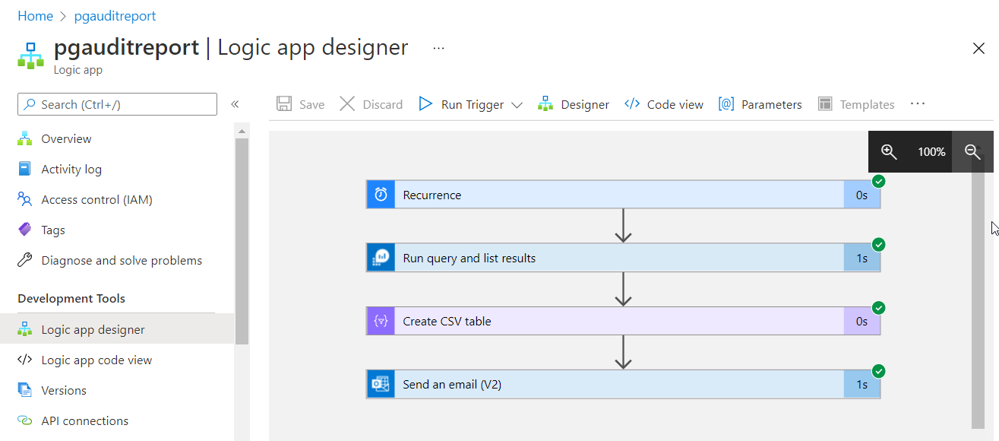 Home > pgauditreport
pgauditreport | Logic app designer ...
Logic app
Search (Ctrl+/)
«
Save Discard Run Trigger Designer </> Code view [@] Parameters Templates ...
Overview
Activity log
Access control (IAM)
Tags
Diagnose and solve problems
Development Tools
Logic app designer
</> Logic app code view
Versions
API connections
100%
Recurrence 0s
Run query and list results 1s
Create CSV table 0s
Send an email (V2) 1s